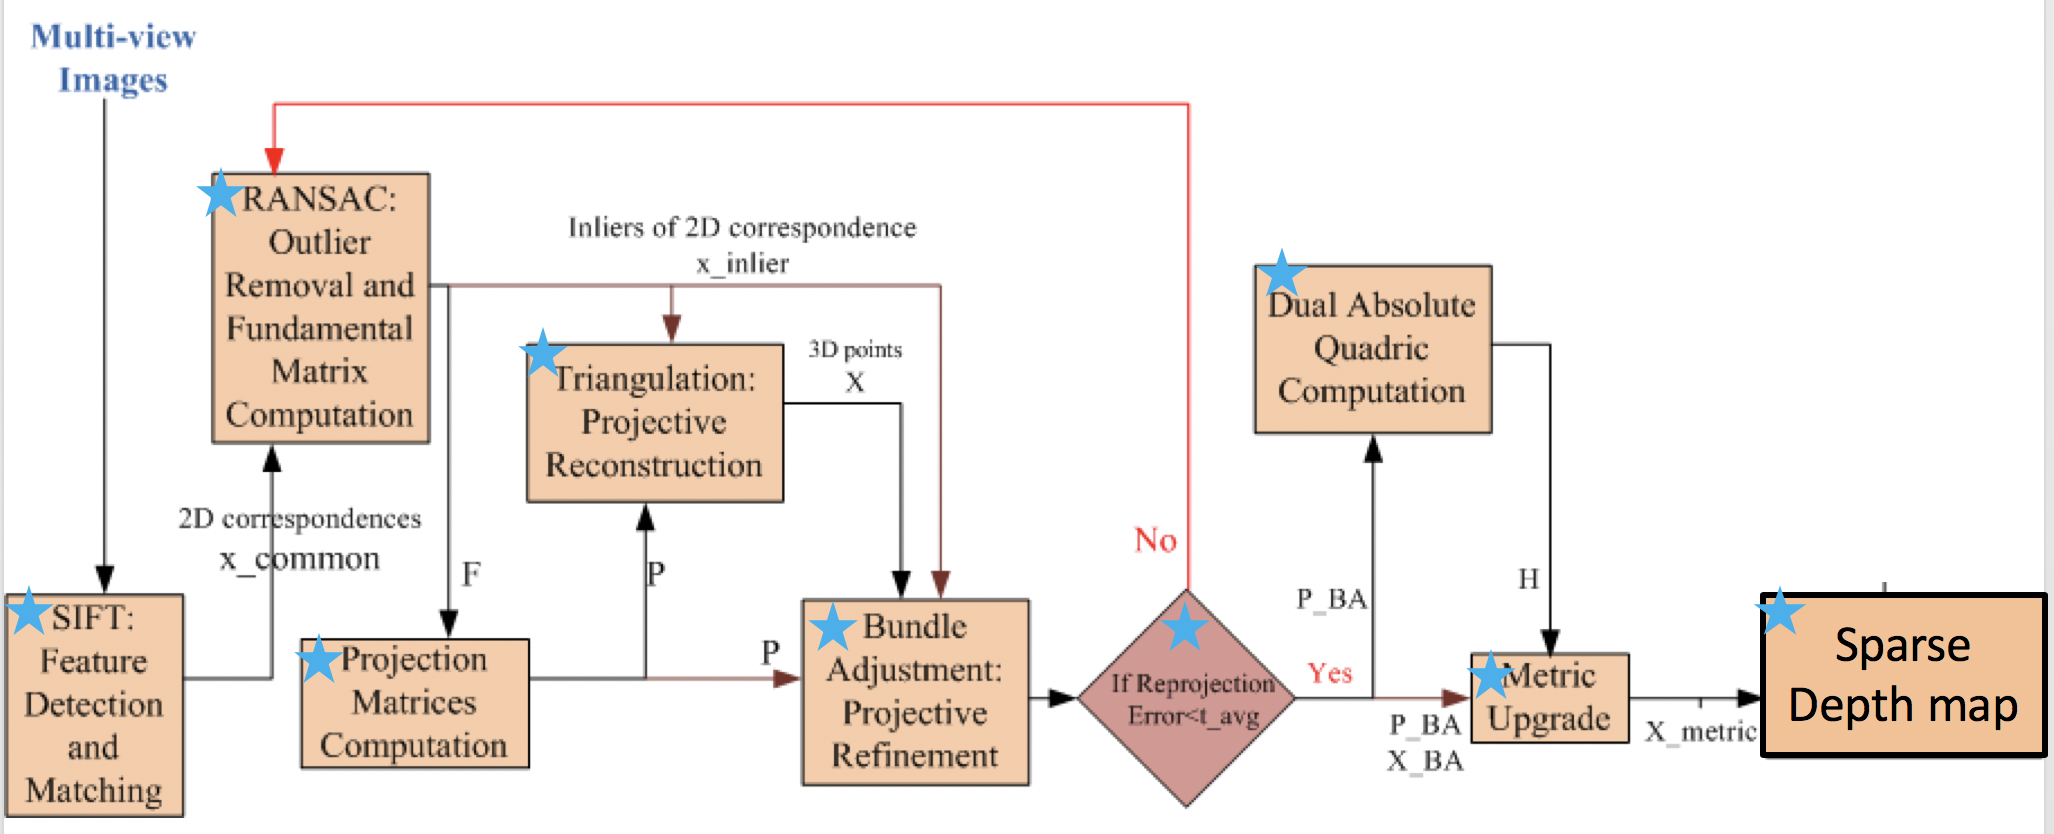 Multi-view
Images
RANSAC:
Outlier
Removal and
Fundamental
Matrix
Computation
Inliers of 2D correspondence
x_inlier
Triangulation:
Projective
Reconstruction
3D points
X
Dual Absolute
Quadric
Computation
2D correspondences
x_common
F
P
No
P_BA
H
SIFT:
Feature
Detection
and
Matching
Projection
Matrices
Computation
P
Bundle
Adjustment:
Projective
Refinement
If Reprojection
Error<t_avg
Yes
P_BA
X_BA
Metric
Upgrade
X_metric
Sparse
Depth map